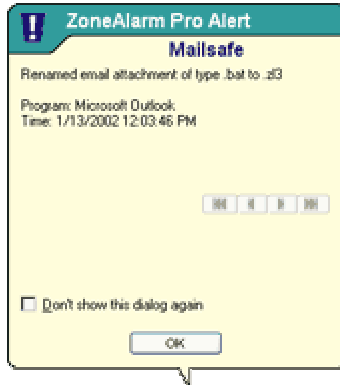 ZoneAlarm Pro Alert
Mailsafe
Renamed email attachment of type .bat to .zl3
Program: Microsoft Outlook
Time: 1/13/2002 12:03:46 PM
Don't show this dialog again
OK